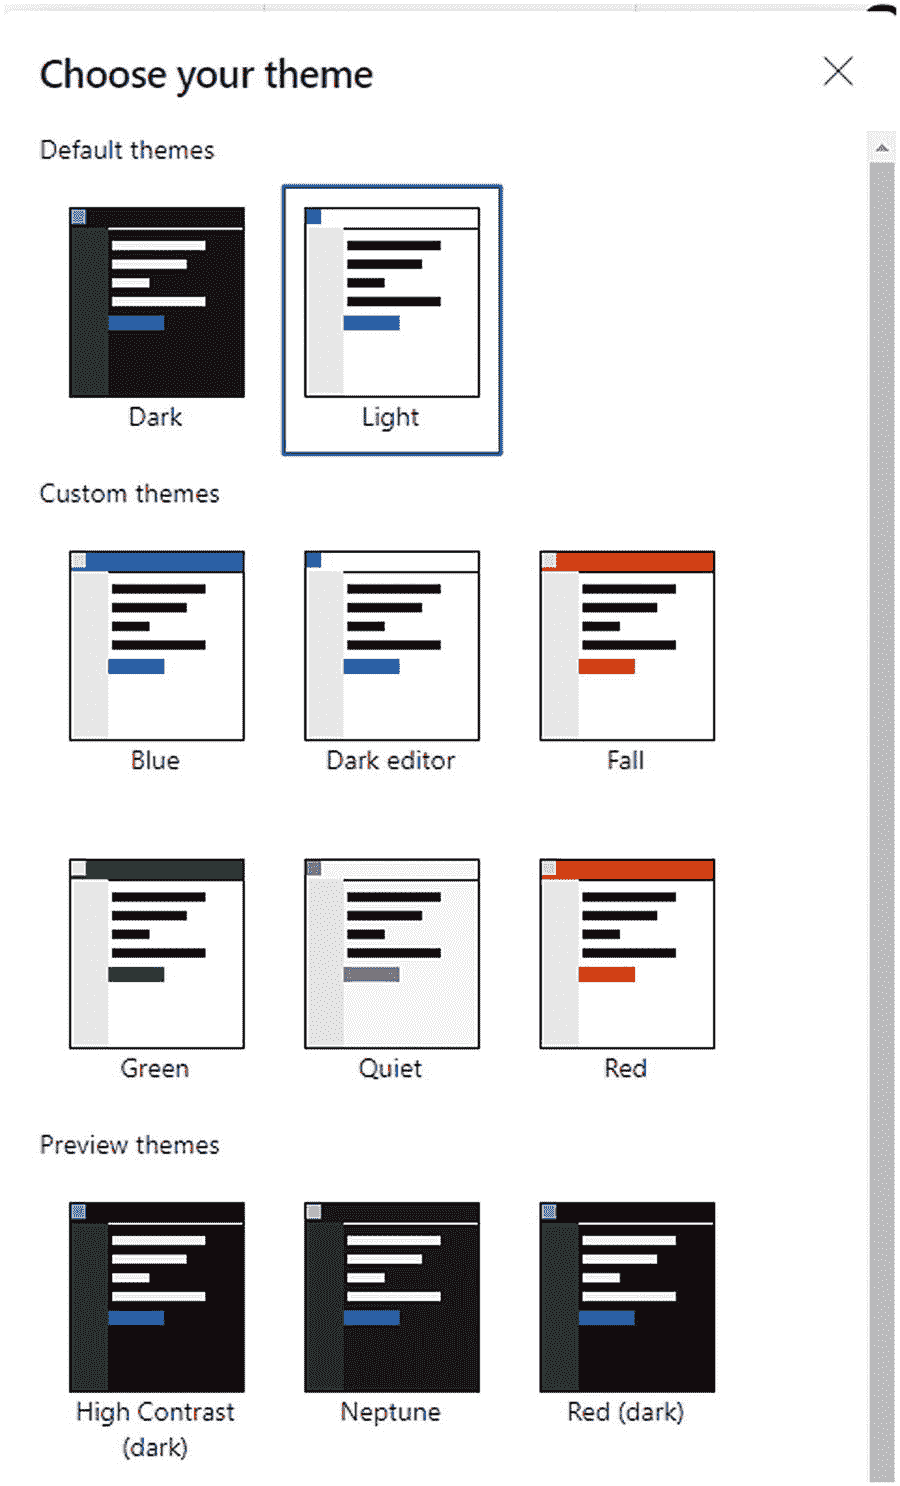 Choose your theme
Default themes
Dark
Light
Custom themes
Blue
Dark editor
Fall
Green
Quiet
Red
Preview themes
High Contrast
(dark)
Neptune
Red (dark)